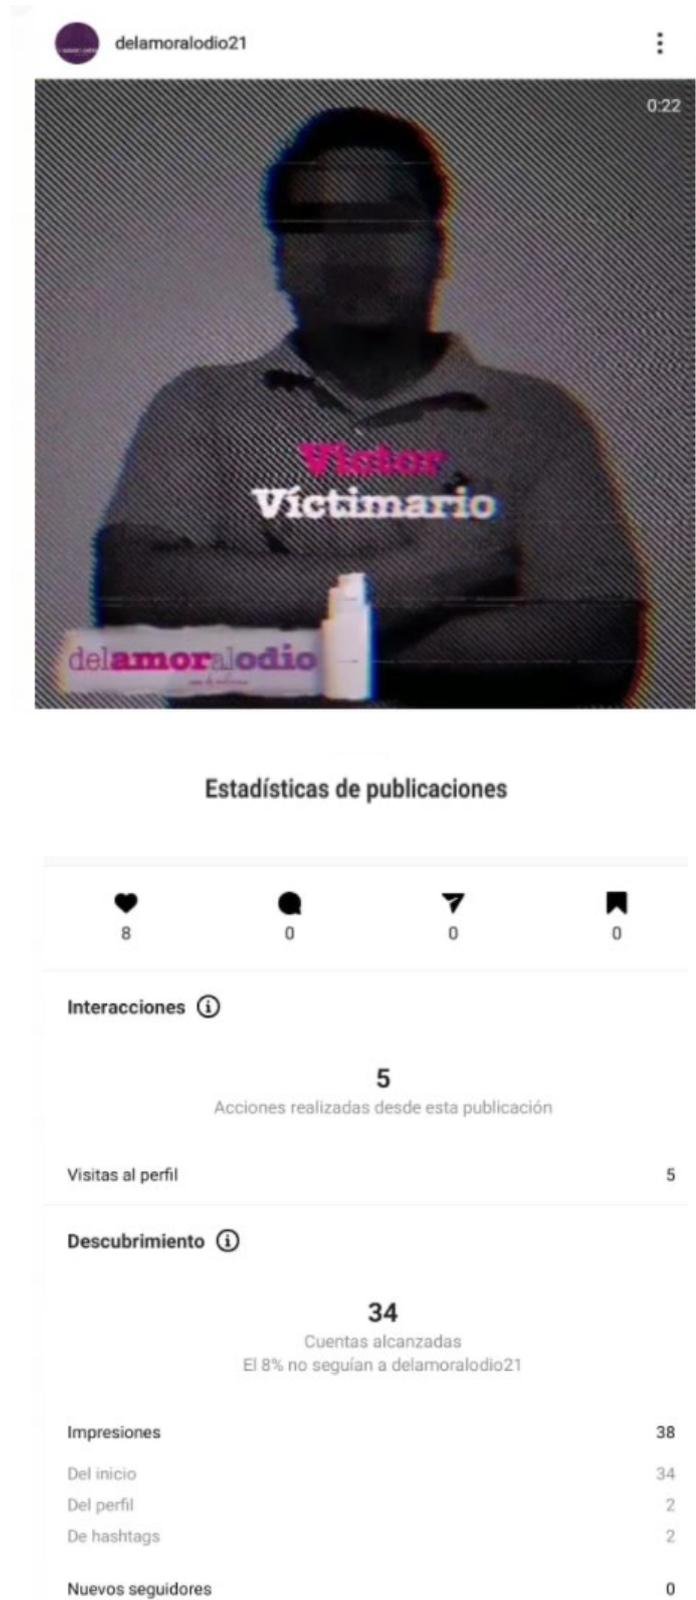 delamoralodio21
0:22
Victor
Víctimario
delamoralodio
Estadísticas de publicaciones
8
0
0
0
Interacciones
5
Acciones realizadas desde esta publicación
Visitas al perfil 5
Descubrimiento
34
Cuentas alcanzadas
El 8% no seguían a delamoralodio21
Impresiones 38
Del inicio 34
Del perfil 2
De hashtags 2
Nuevos seguidores 0